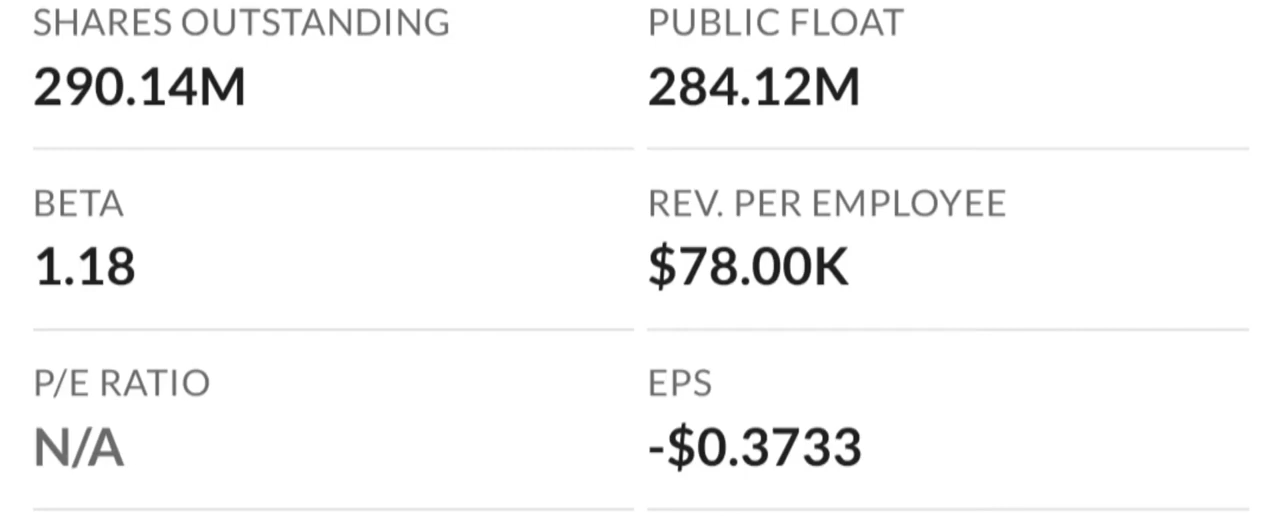 SHARES OUTSTANDING
290.14M
PUBLIC FLOAT
284.12M
BETA
1.18
REV. PER EMPLOYEE
$78.00K
P/E RATIO
N/A
EPS
-$0.3733